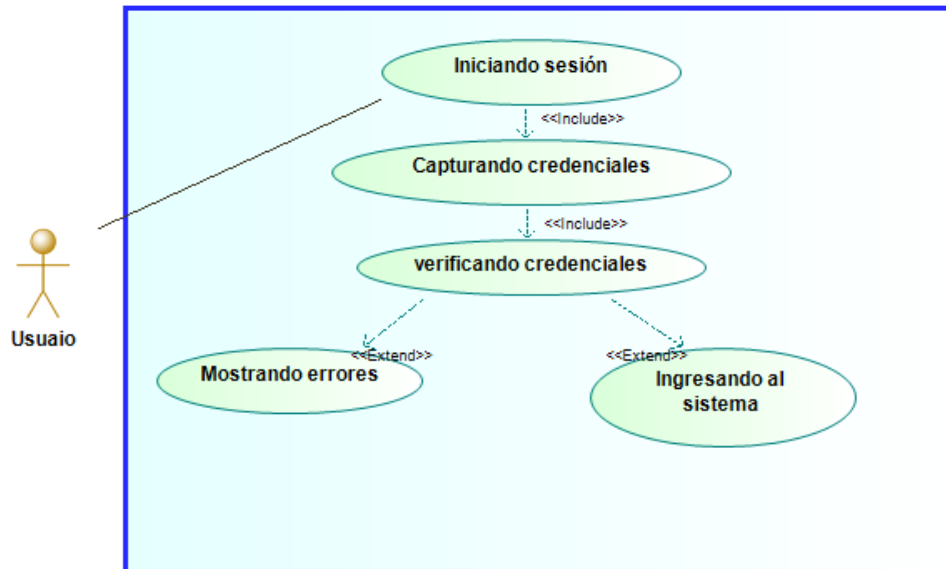 Iniciando sesión
<<Include>>
Capturando credenciales
<<Include>>
verificando credenciales
Usuaio
<<Extend>>
<<Extend>>
Mostrando errores
Ingresando al
sistema